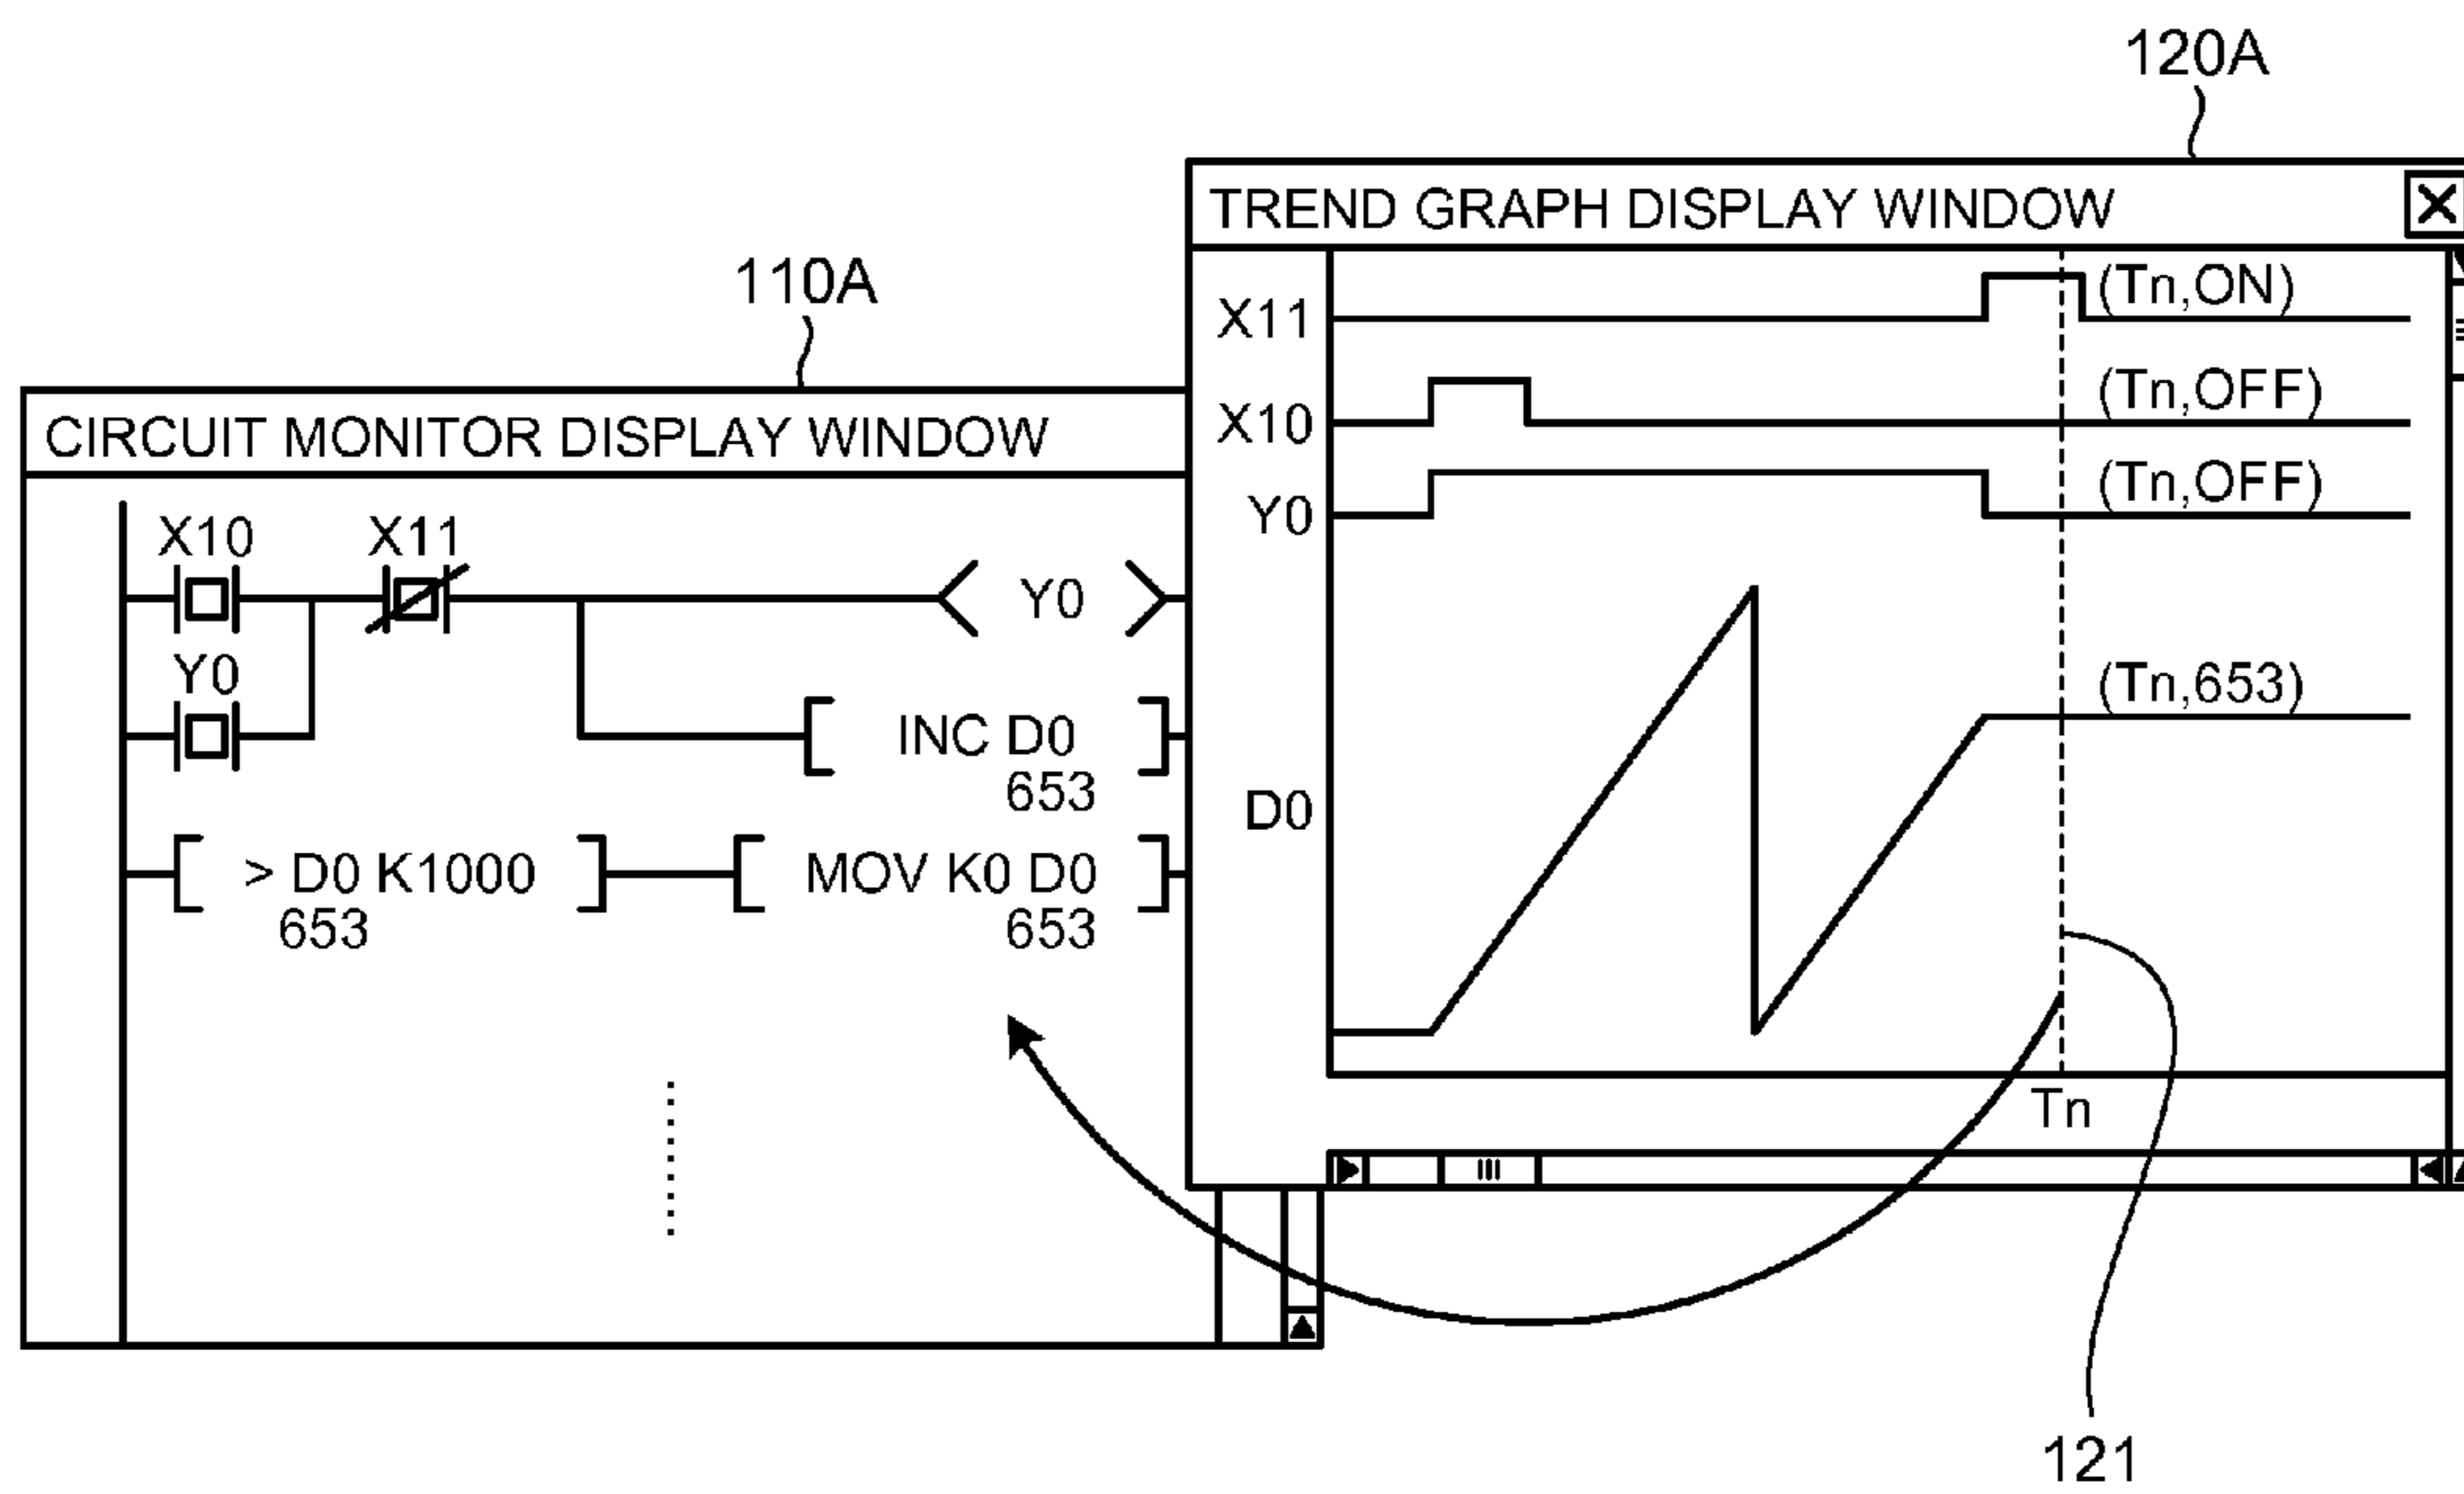 120A
TREND GRAPH DISPLAY WINDOW
X11
(Tn,ON)
X10
(Tn,OFF)
Y0
(Tn,OFF)
D0
(Tn,653)
Tn
121
110A
CIRCUIT MONITOR DISPLAY WINDOW
X10 X11
Y0
Y0
INC D0
653
> D0 K1000 MOV K0 D0
653 653